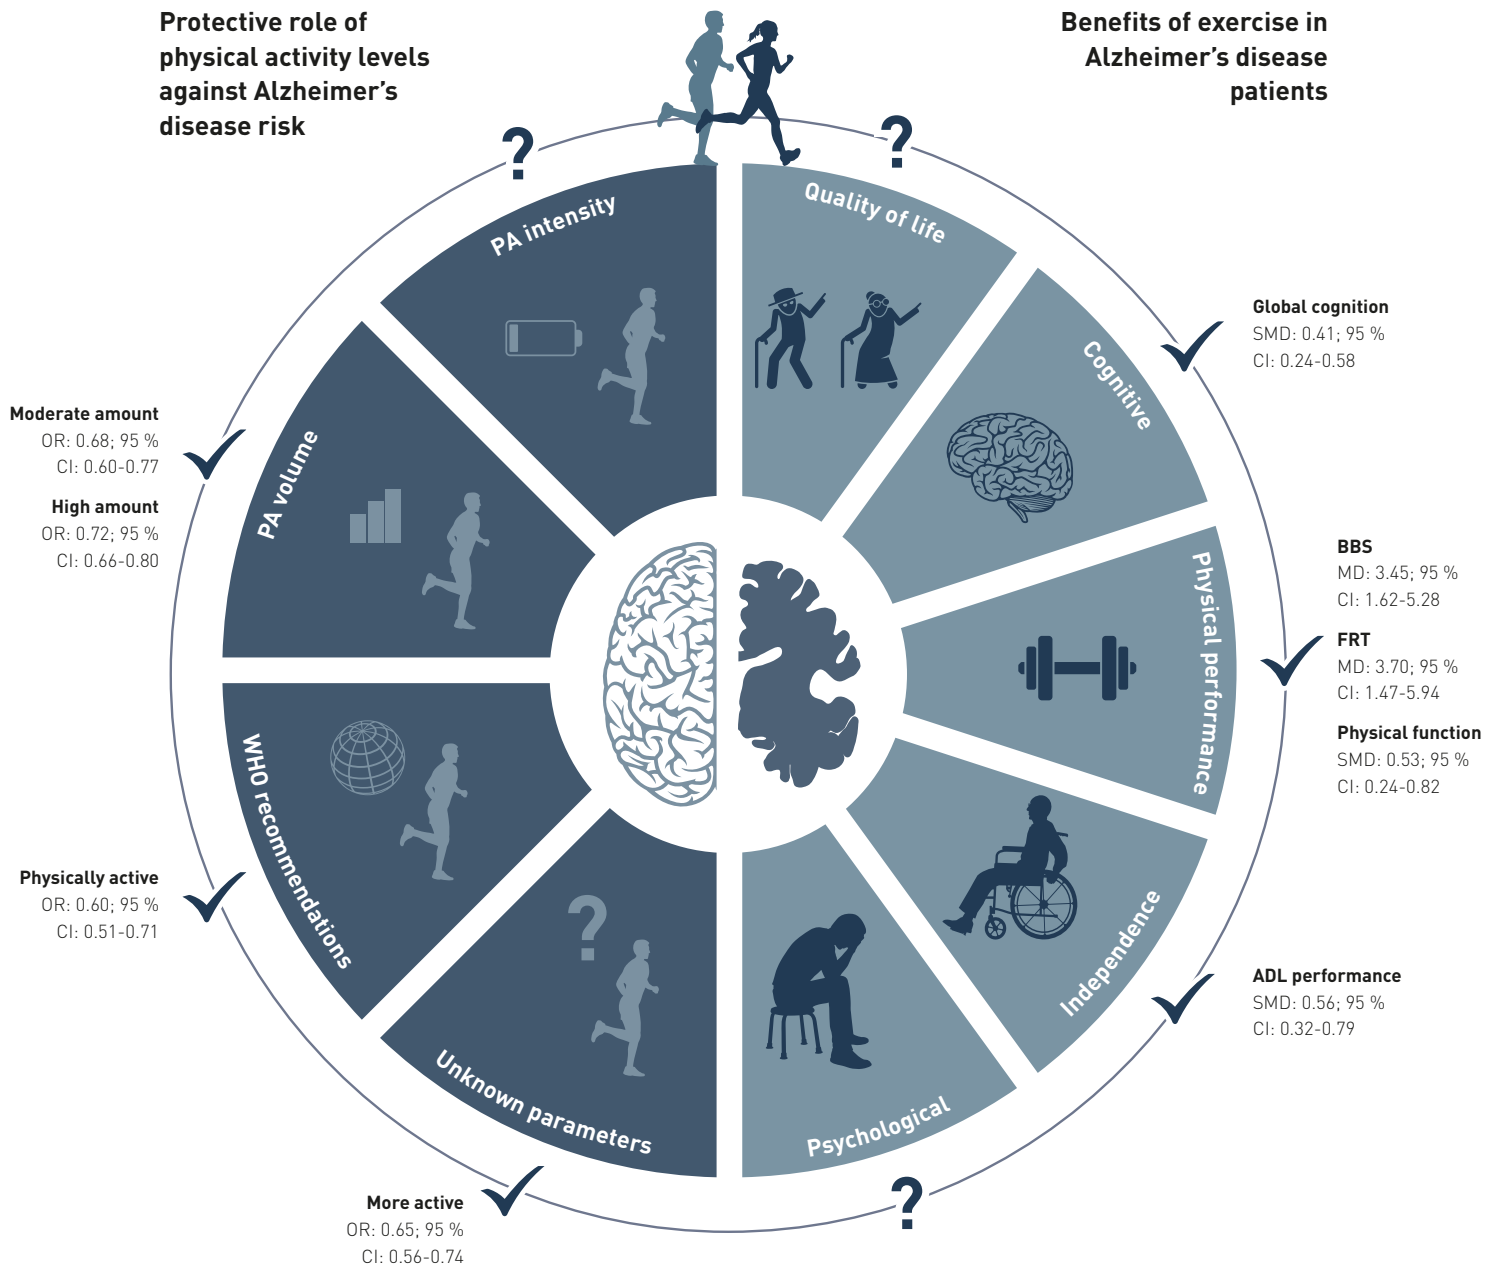 Protective role of
physical activity levels
against Alzheimer's
disease risk
Benefits of exercise in
Alzheimer's disease
patients
?
?
PA intensity
Quality of life
Global cognition
SMD: 0.41; 95 %
CI: 0.24-0.58
Cognitive
Moderate amount
OR: 0.68; 95 %
CI: 0.60-0.77
High amount
OR: 0.72; 95 %
CI: 0.66-0.80
PA volume
BBS
MD: 3.45; 95 %
CI: 1.62-5.28
FRT
MD: 3.70; 95 %
CI: 1.47-5.94
Physical function
SMD: 0.53; 95 %
CI: 0.24-0.82
Physical performance
WHO recommendations
Physically active
OR: 0.60; 95 %
CI: 0.51-0.71
?
Independence
ADL performance
SMD: 0.56; 95 %
CI: 0.32-0.79
Unknown parameters
Psychological
?
More active
OR: 0.65; 95 %
CI: 0.56-0.74